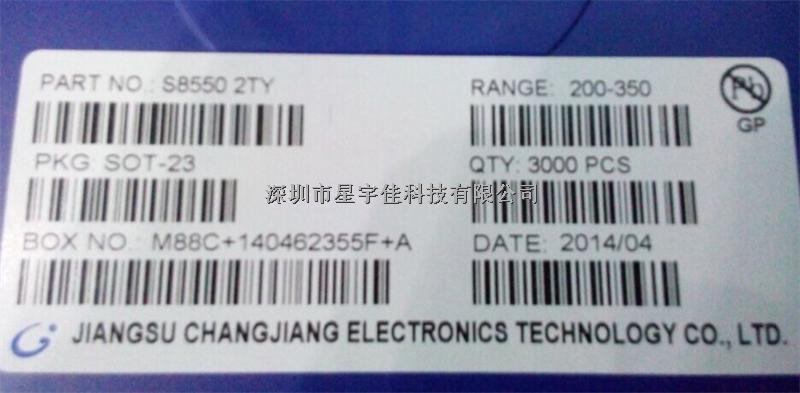 PART NO.: S8550 2TY
RANGE: 200-350
Pb
GP
PKG SOT-23
QTY: 3000 PCS
深圳市星宇佳科技有限公司
BOX NO.: M88C+140462355F+A
DATE: 2014/04
JIANGSU CHANGJIANG ELECTRONICS TECHNOLOGY CO., LTD.